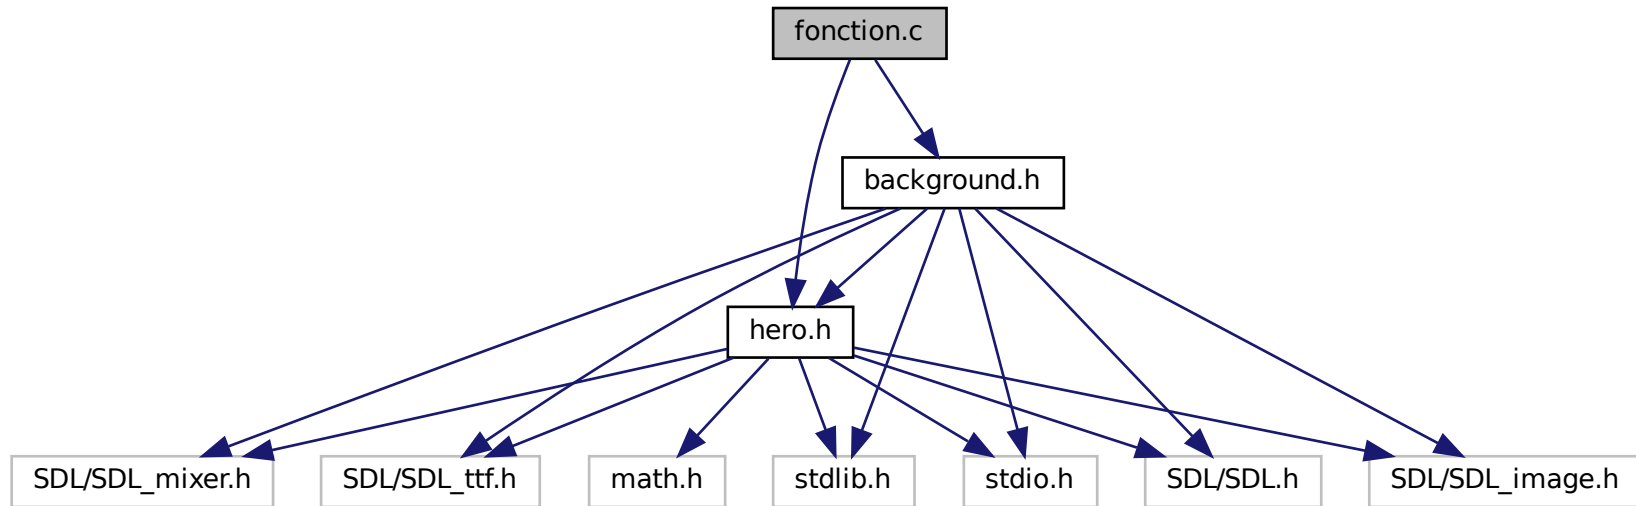 fonction.c
background.h
hero.h
SDL/SDL_mixer.h
SDL/SDL_ttf.h
math.h
stdlib.h
stdio.h
SDL/SDL.h
SDL/SDL_image.h